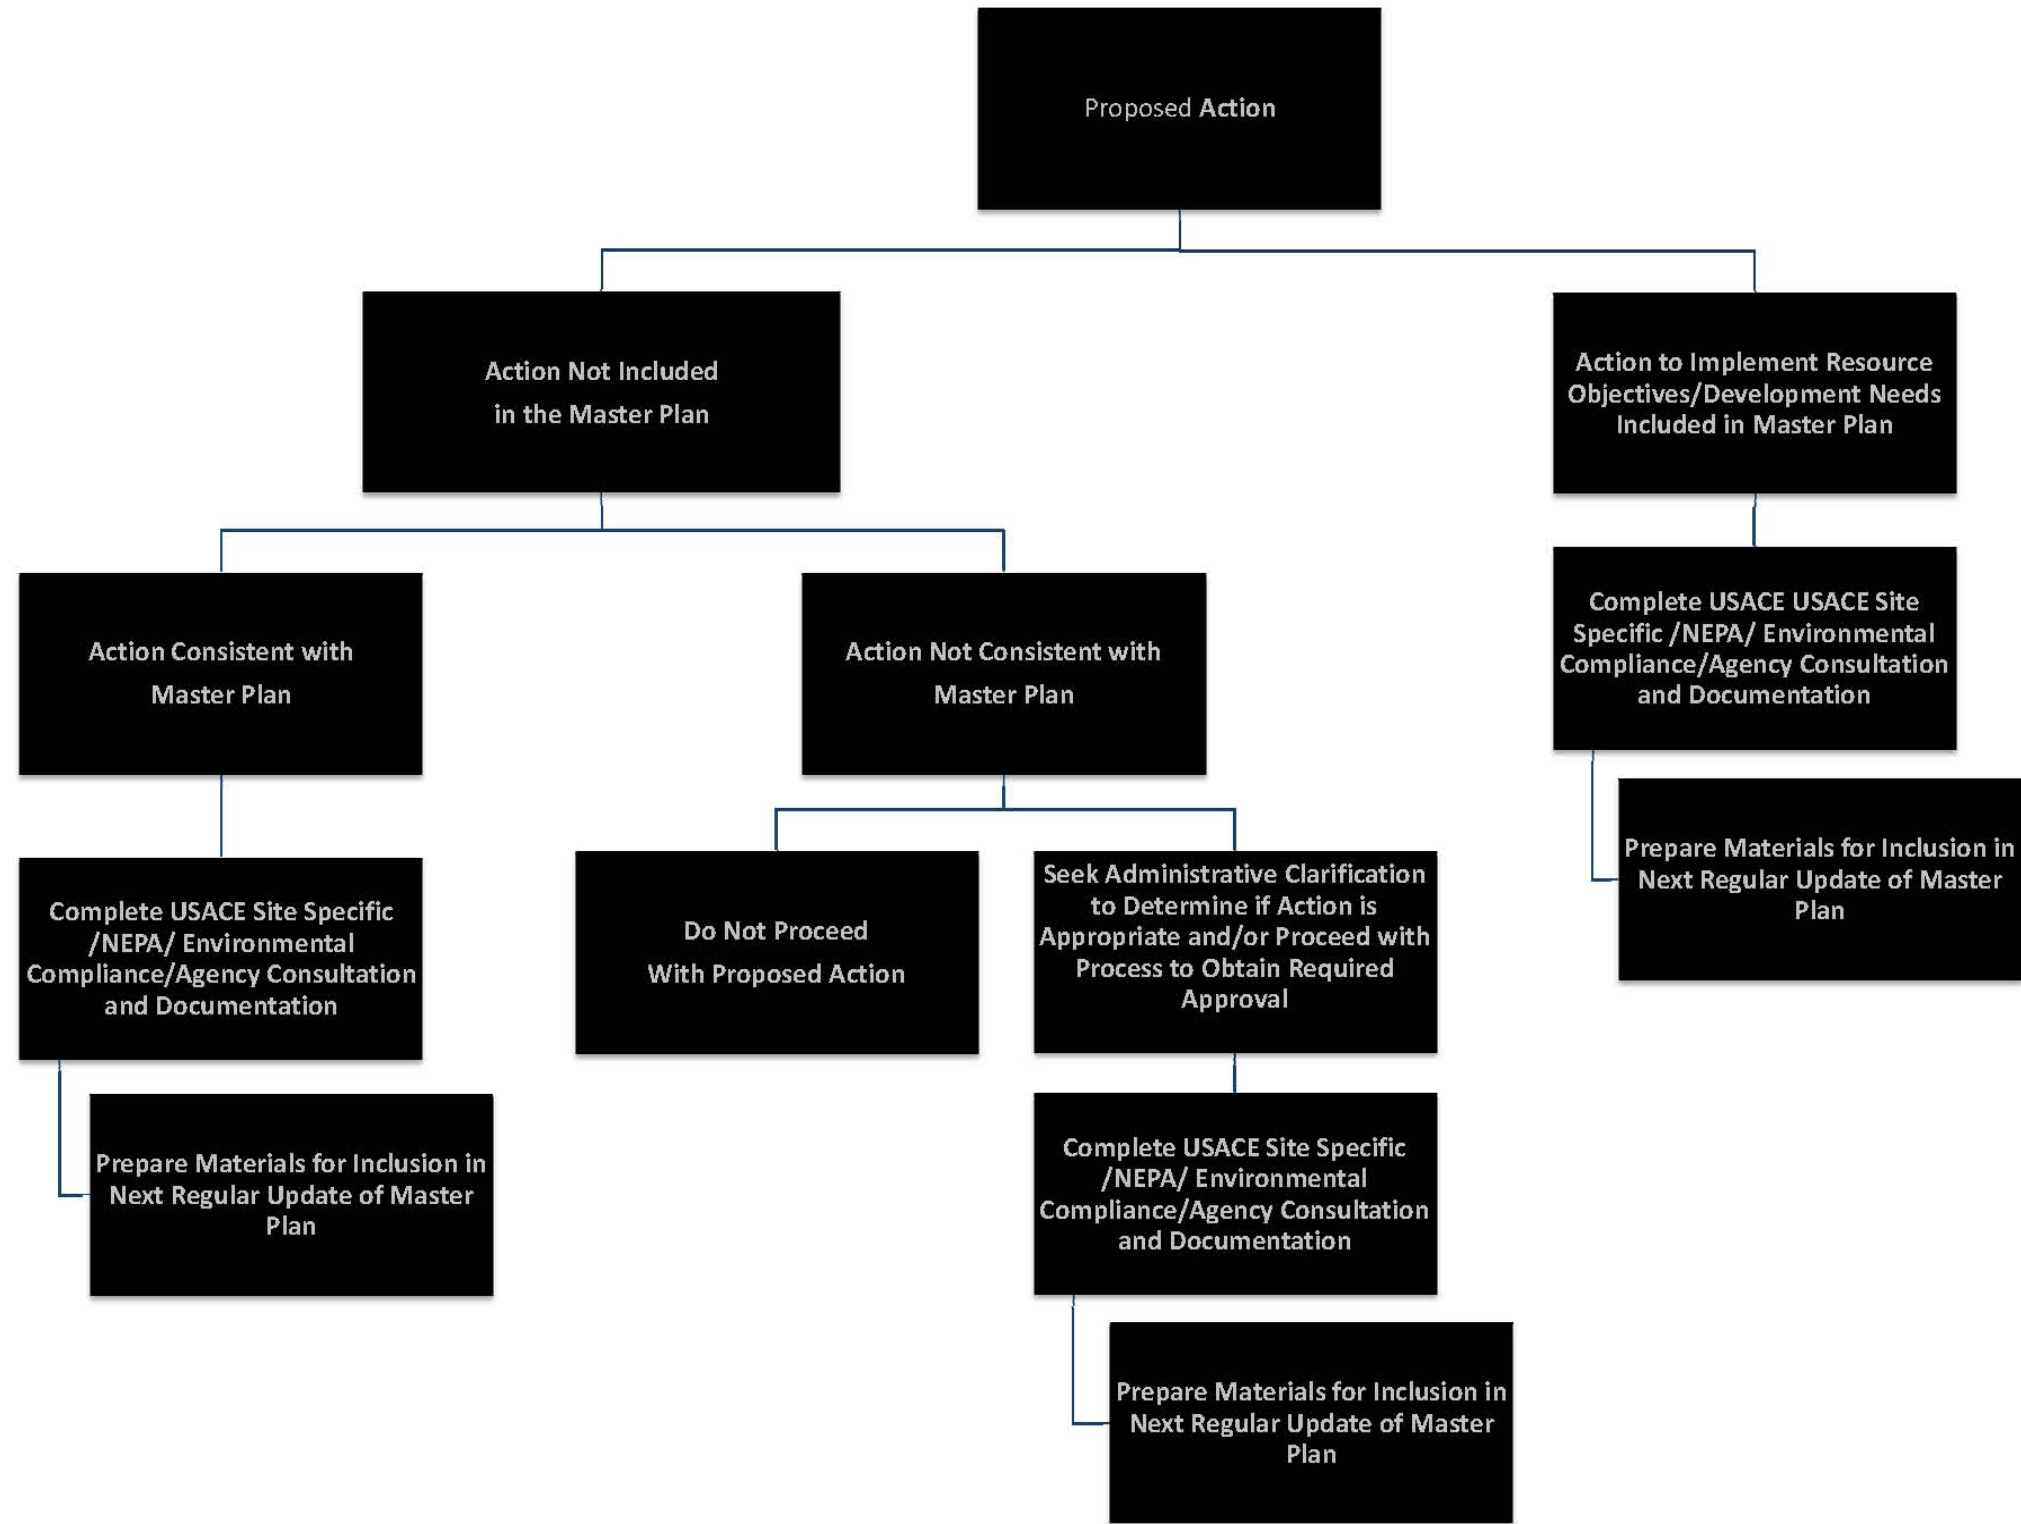 Proposed Action
Action Not Included
in the Master Plan
Action to Implement Resource
Objectives/Development Needs
Included in Master Plan
Action Consistent with
Master Plan
Action Not Consistent with
Master Plan
Complete USACE USACE Site
Specific /NEPA/ Environmental
Compliance/Agency Consultation
and Documentation
Prepare Materials for Inclusion in
Next Regular Update of Master
Plan
Complete USACE Site Specific
/NEPA/ Environmental
Compliance/Agency Consultation
and Documentation
Do Not Proceed
With Proposed Action
Seek Administrative Clarification
to Determine if Action is
Appropriate and/or Proceed with
Process to Obtain Required
Approval
Prepare Materials for Inclusion in
Next Regular Update of Master
Plan
Complete USACE Site Specific
/NEPA/ Environmental
Compliance/Agency Consultation
and Documentation
Prepare Materials for Inclusion in
Next Regular Update of Master
Plan